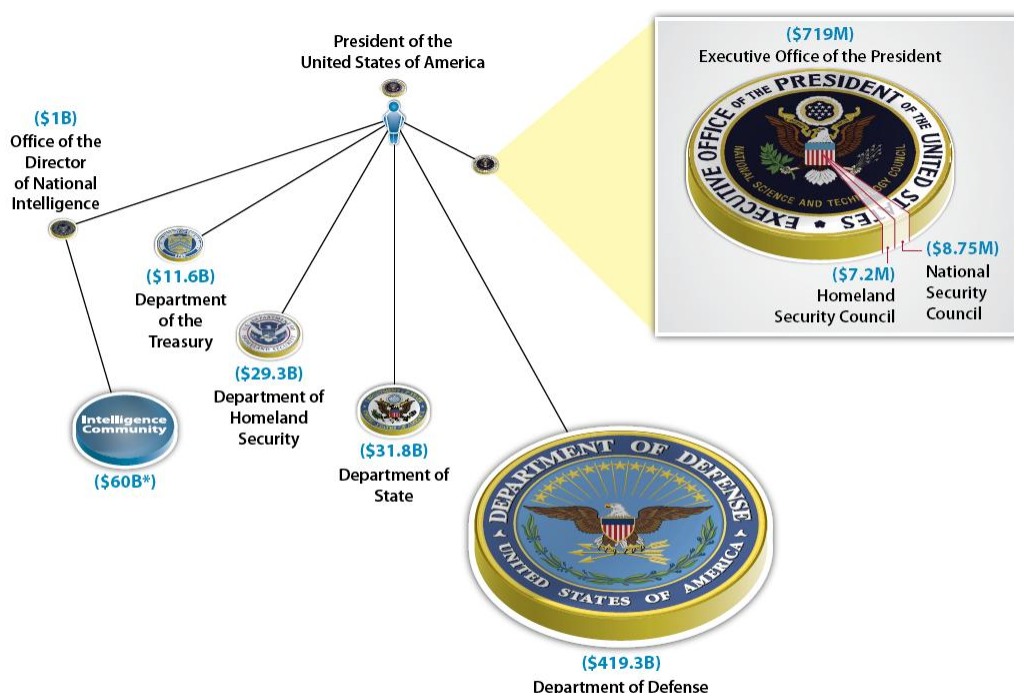 President of the
United States of America
($1B)
Office of the
Director
of National
Intelligence
($11.6B)
Department
of the
Treasury
($29.3B)
Department of
Homeland
Security
($31.8B)
Department of
State
Intelligence
Community
($60B*)
DEPARTMENT OF DEFENSE
UNITED STATES OF AMERICA
($419.3B)
Department of Defense
($719M)
Executive Office of the President
EXECUTIVE OFFICE OF THE PRESIDENT OF THE UNITED STATES
NATIONAL SCIENCE AND TECHNOLOGY COUNCIL
($7.2M)
Homeland
Security Council
($8.75M)
National
Security
Council